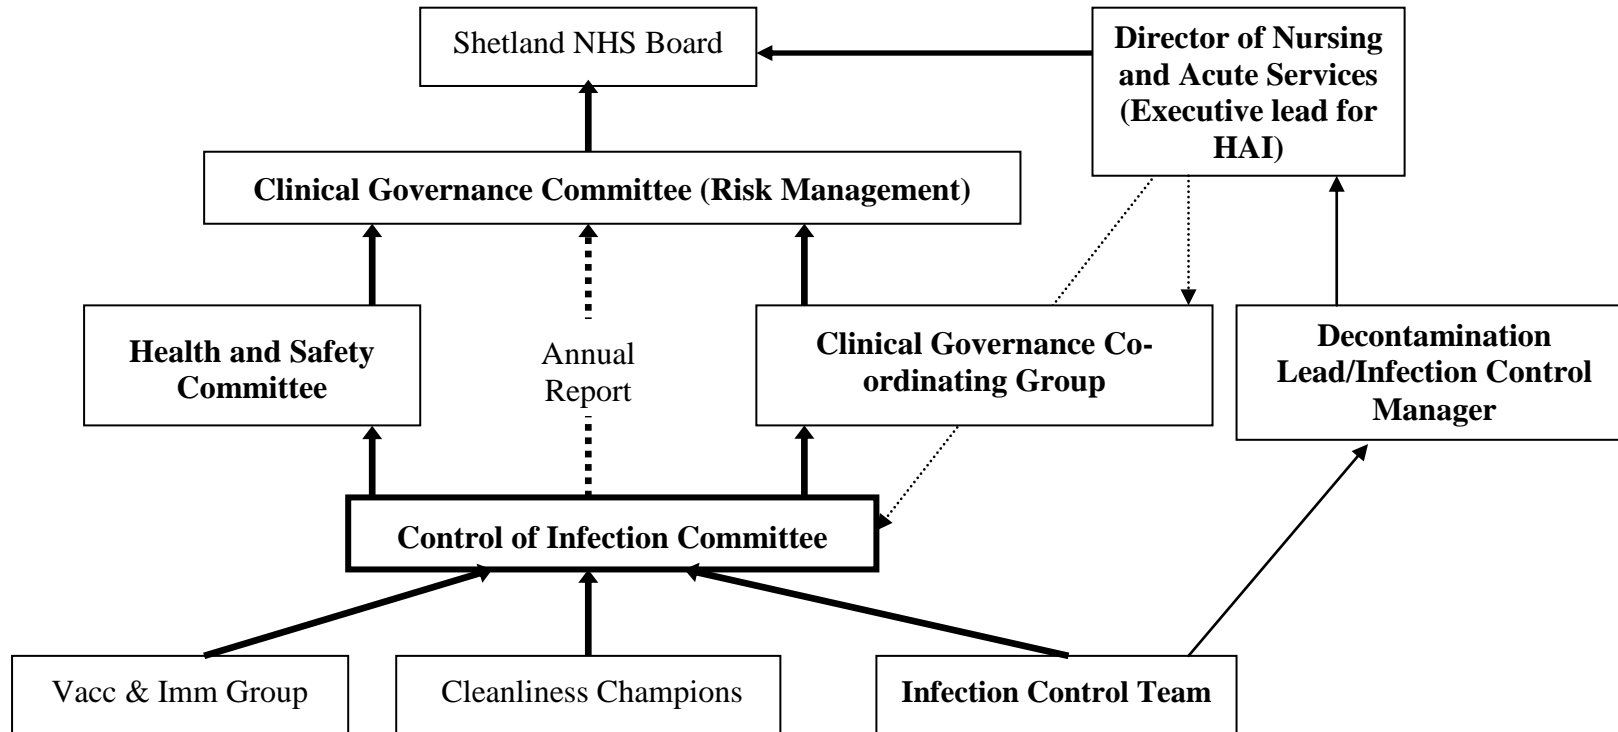 Shetland NHS Board
Director of Nursing
and Acute Services
(Executive lead for
HAI)
Clinical Governance Committee (Risk Management)
Health and Safety
Committee
Annual
Report
Clinical Governance Co-
ordinating Group
Decontamination
Lead/Infection Control
Manager
Control of Infection Committee
Vacc & Imm Group
Cleanliness Champions
Infection Control Team